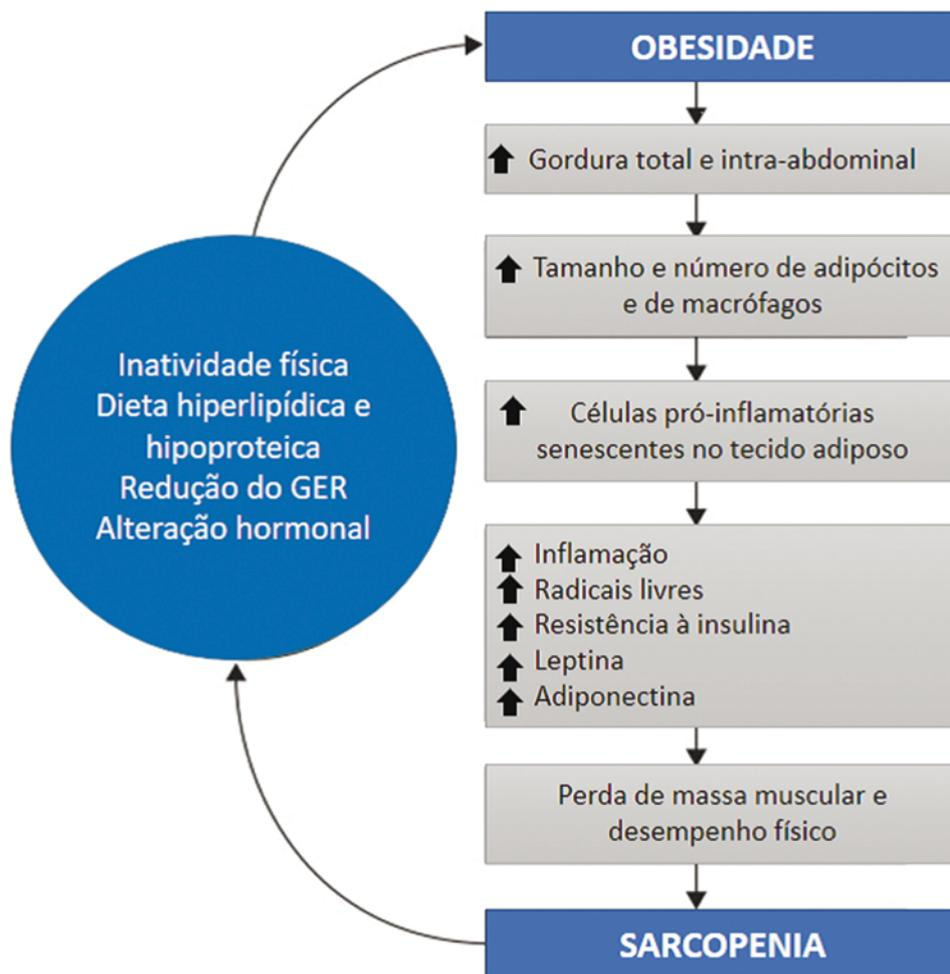 OBESIDADE
Gordura total e intra-abdominal
Tamanho e número de adipócitos
e de macrófagos
Células pró-inflamatórias
senescentes no tecido adiposo
Inflamação
Radicais livres
Resistência à insulina
Leptina
Adiponectina
Perda de massa muscular e
desempenho físico
SARCOPENIA
Inatividade física
Dieta hiperlipídica e
hipoproteica
Redução do GER
Alteração hormonal